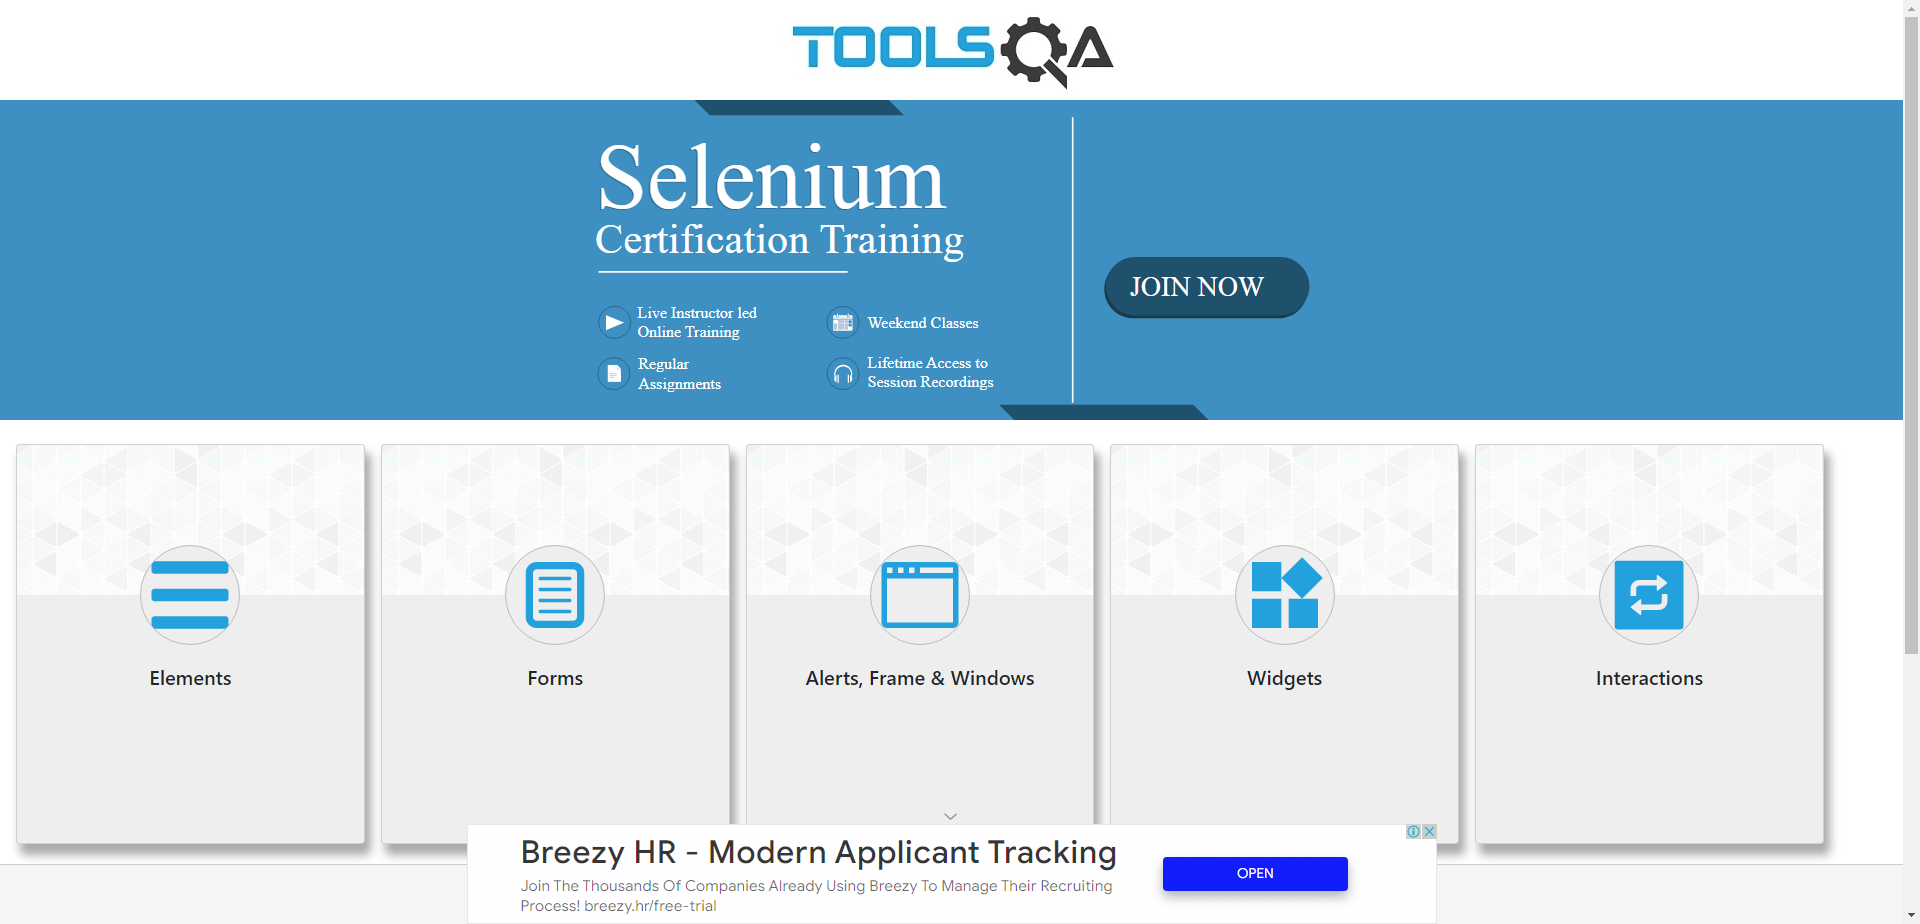 TOOLSQA
Selenium
Certification Training
Live Instructor led
Online Training
Weekend Classes
Regular
Assignments
Lifetime Access to
Session Recordings
JOIN NOW
Elements
Forms
Alerts, Frame & Windows
Widgets
Interactions
Breezy HR - Modern Applicant Tracking
Join The Thousands Of Companies Already Using Breezy To Manage Their Recruiting
Process! breezy.hr/free-trial
OPEN